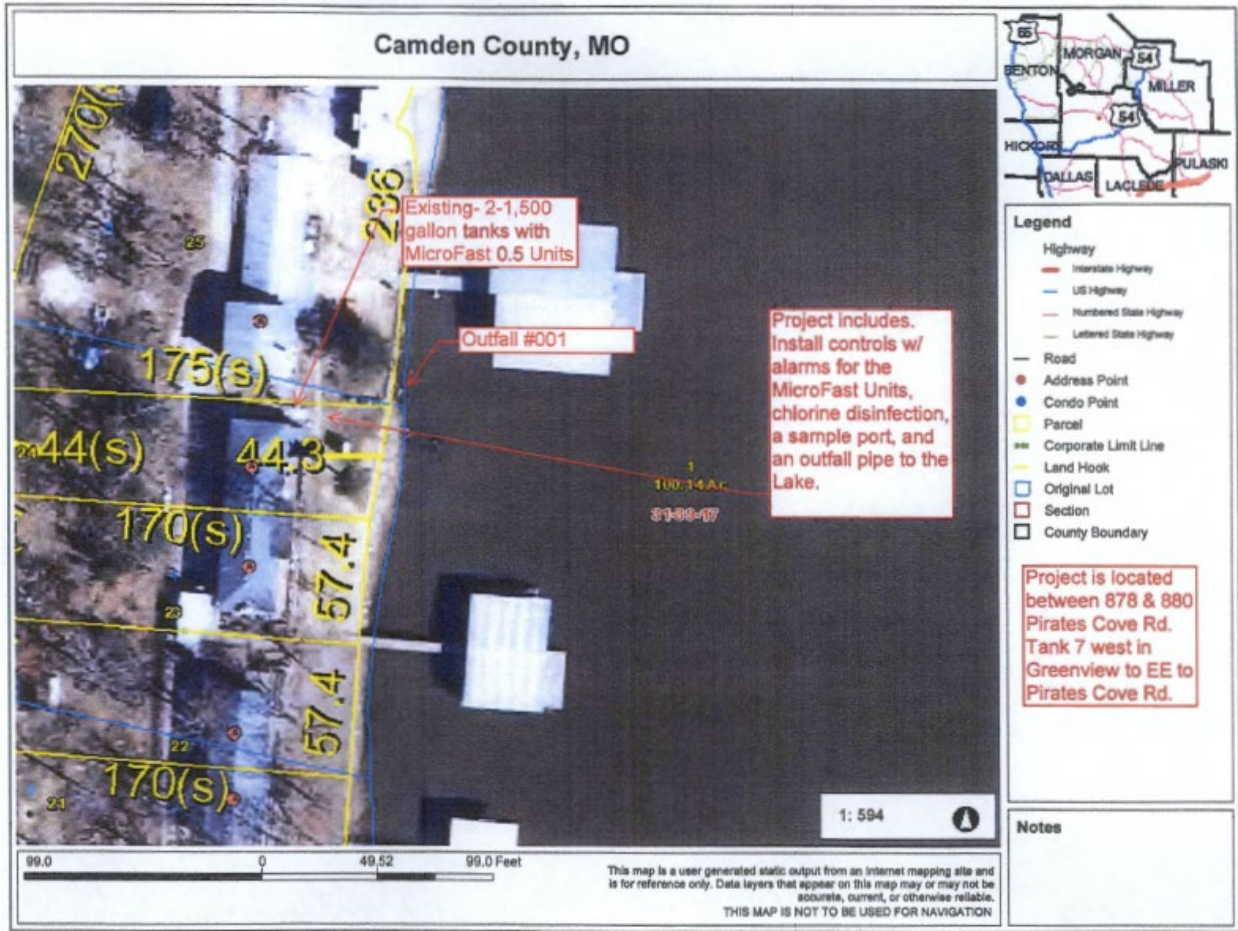 Camden County, MO
65
MORGAN
54
BENTON
MILLER
54
HICKORY
PULASKI
DALLAS
LACLEDE
270(
236
Existing- 2-1,500
gallon tanks with
MicroFast 0.5 Units
25
Outfall #001
175(s)
Project includes.
Install controls w/
alarms for the
MicroFast Units,
chlorine disinfection,
a sample port, and
an outfall pipe to the
Lake.
24
44(s)
44.3
1
100.14 Ac
31-39-17
170(s)
57.4
23
57.4
22
170(s)
21
1: 594
Legend
Highway
Interstate Highway
US Highway
Numbered State Highway
Lettered State Highway
Road
Address Point
Condo Point
Parcel
Corporate Limit Line
Land Hook
Original Lot
Section
County Boundary
Project is located
between 878 & 880
Pirates Cove Rd.
Tank 7 west in
Greenview to EE to
Pirates Cove Rd.
Notes
99.0 0 49.52 99.0 Feet
This map is a user generated static output from an Internet mapping site and
is for reference only. Data layers that appear on this map may or may not be
accurate, current, or otherwise reliable.
THIS MAP IS NOT TO BE USED FOR NAVIGATION